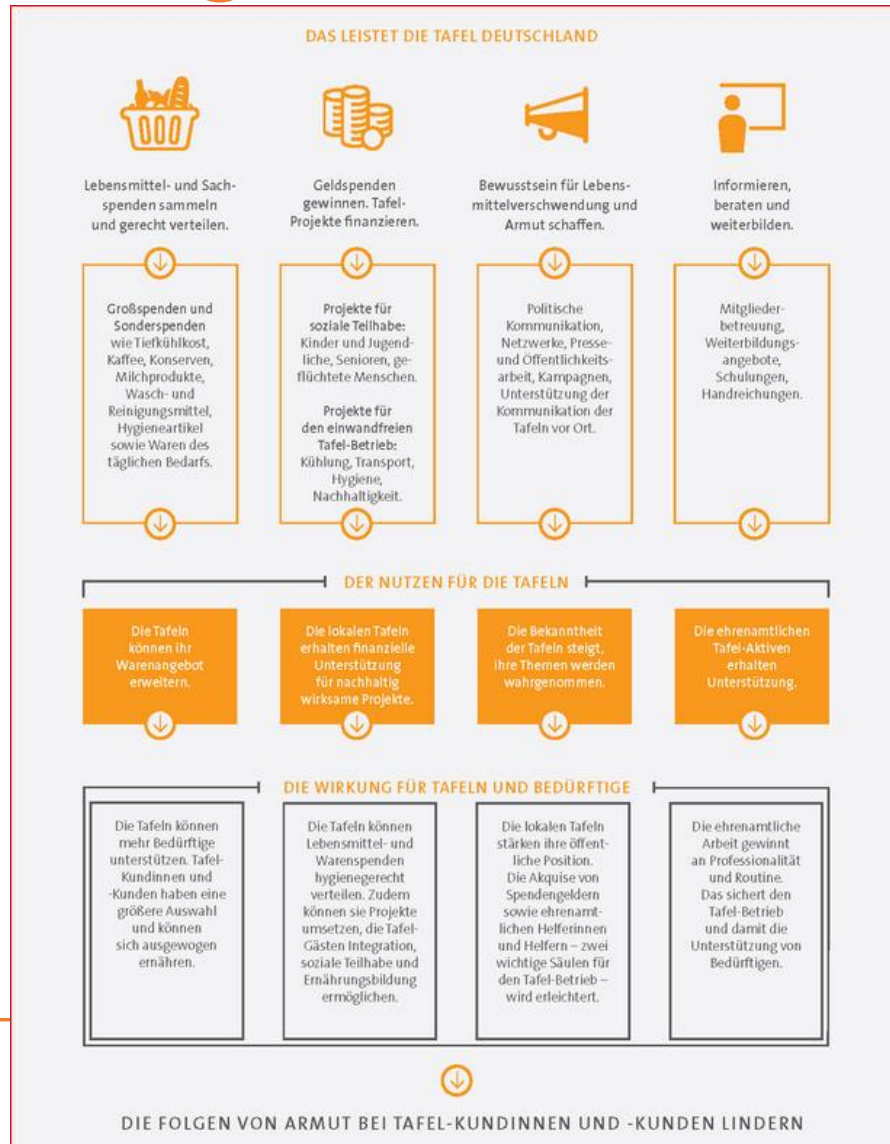 DAS LEISTET DIE TAFEL DEUTSCHLAND
Lebensmittel- und Sach-
spenden sammeln
und gerecht verteilen.
Geldspenden
gewinnen. Tafel-
Projekte finanzieren.
Bewusstsein für Lebens-
mittelverschwendung und
Armut schaffen.
Informieren,
beraten und
weiterbilden.
Großspenden und
Sonderspenden
wie Tiefkühlkost,
Kaffee, Konserven,
Milchprodukte,
Wasch- und
Reinigungsmittel,
Hygieneartikel
sowie Waren des
täglichen Bedarfs.
Projekte für
soziale Teilhabe:
Kinder und Jugend-
liche, Senioren, ge-
flüchtete Menschen.
Projekte für
den einwandfreien
Tafel-Betrieb:
Kühlung, Transport,
Hygiene,
Nachhaltigkeit.
Politische
Kommunikation,
Netzwerke, Presse-
und Öffentlichkeits-
arbeit, Kampagnen,
Unterstützung der
Kommunikation der
Tafeln vor Ort.
Mitglieder-
betreuung,
Weiterbildungs-
angebote,
Schulungen,
Handreichungen.
DER NUTZEN FÜR DIE TAFELN
Die Tafeln
können ihr
Warenangebot
erweitern.
Die lokalen Tafeln
erhalten finanzielle
Unterstützung
für nachhaltig
wirksame Projekte.
Die Bekanntheit
der Tafeln steigt,
ihre Themen werden
wahrgenommen.
Die ehrenamtlichen
Tafel-Aktiven
erhalten
Unterstützung.
DIE WIRKUNG FÜR TAFELN UND BEDÜRFTIGE
Die Tafeln können
mehr Bedürftige
unterstützen. Tafel-
Kundinnen und
-Kunden haben eine
größere Auswahl
und können
sich ausgewogen
ernähren.
Die Tafeln können
Lebensmittel- und
Warenspenden
hygienegerecht
verteilen. Zudem
können sie Projekte
umsetzen, die Tafel-
Gästen Integration,
soziale Teilhabe und
Ernährungsbildung
ermöglichen.
Die lokalen Tafeln
stärken ihre öffent-
liche Position.
Die Akquise von
Spendengeldern
sowie ehrenamt-
lichen Helferinnen
und Helfern – zwei
wichtige Säulen für
den Tafel-Betrieb –
wird erleichtert.
Die ehrenamtliche
Arbeit gewinnt
an Professionalität
und Routine.
Das sichert den
Tafel-Betrieb
und damit die
Unterstützung von
Bedürftigen.
DIE FOLGEN VON ARMUT BEI TAFEL-KUNDINNEN UND -KUNDEN LINDERN